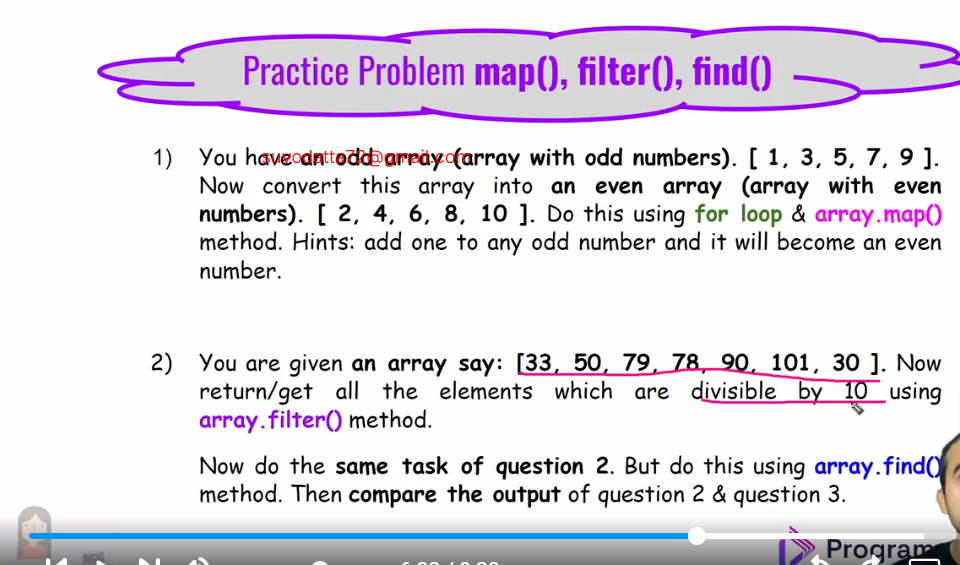 Practice Problem map(), filter(), find()
1) You have an odd array (array with odd numbers). [ 1, 3, 5, 7, 9 ].
suvodatta72@gmail.com
Now convert this array into an even array (array with even
numbers). [ 2, 4, 6, 8, 10 ]. Do this using for loop & array.map()
method. Hints: add one to any odd number and it will become an even
number.
2) You are given an array say: [33, 50, 79, 78, 90, 101, 30 ]. Now
return/get all the elements which are divisible by 10 using
array.filter() method.
Now do the same task of question 2. But do this using array.find()
method. Then compare the output of question 2 & question 3.
Program